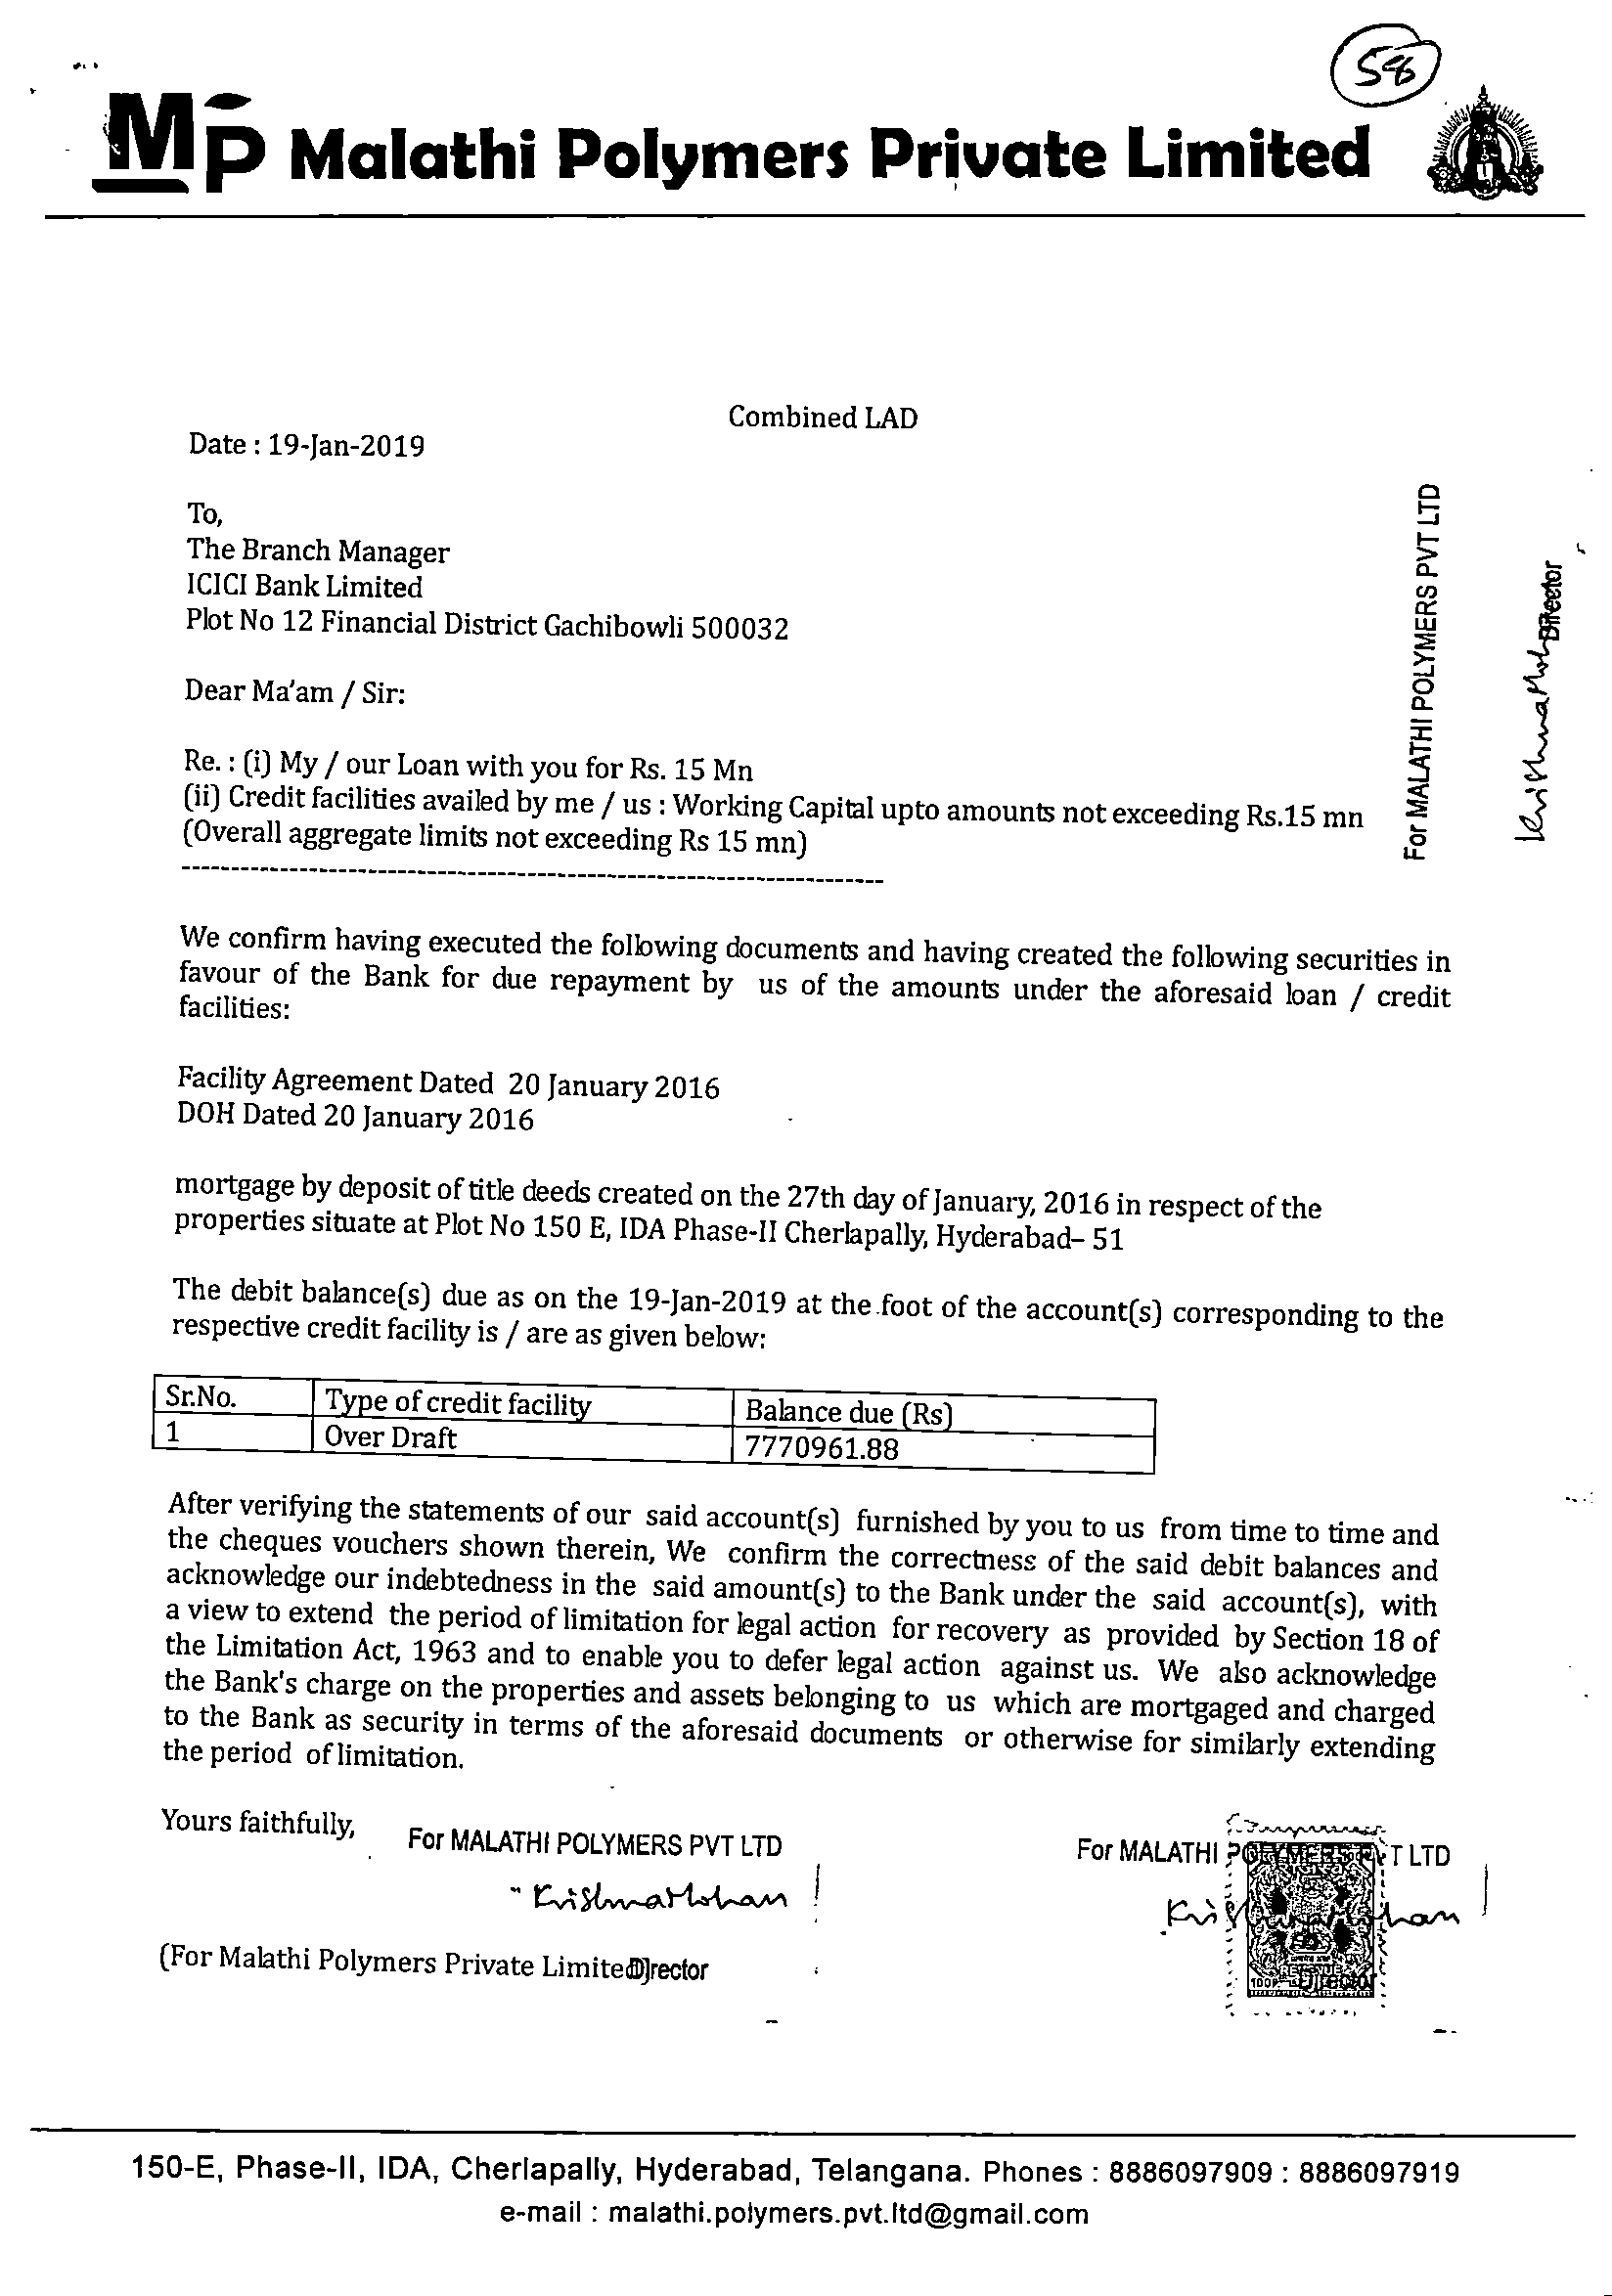 58
MP Malathi Polymers Private Limited
Combined LAD
Date : 19-Jan-2019
To,
The Branch Manager
ICICI Bank Limited
Plot No 12 Financial District Gachibowli 500032
Dear Ma'am / Sir:
Re. : (i) My / our Loan with you for Rs. 15 Mn
(ii) Credit facilities availed by me / us : Working Capital upto amounts not exceeding Rs.15 mn
(Overall aggregate limits not exceeding Rs 15 mn)
For MALATHI POLYMERS PVT LTD
KrishnaMohan
Director
We confirm having executed the following documents and having created the following securities in
favour of the Bank for due repayment by us of the amounts under the aforesaid loan / credit
facilities:
Facility Agreement Dated 20 January 2016
DOH Dated 20 January 2016
mortgage by deposit of title deeds created on the 27th day of January, 2016 in respect of the
properties situate at Plot No 150 E, IDA Phase-II Cherlapally, Hyderabad– 51
The debit balance(s) due as on the 19-Jan-2019 at the foot of the account(s) corresponding to the
respective credit facility is / are as given below:
Sr.No. Type of credit facility Balance due (Rs)
1 Over Draft 7770961.88
After verifying the statements of our said account(s) furnished by you to us from time to time and
the cheques vouchers shown therein, We confirm the correctness of the said debit balances and
acknowledge our indebtedness in the said amount(s) to the Bank under the said account(s), with
a view to extend the period of limitation for legal action for recovery as provided by Section 18 of
the Limitation Act, 1963 and to enable you to defer legal action against us. We also acknowledge
the Bank's charge on the properties and assets belonging to us which are mortgaged and charged
to the Bank as security in terms of the aforesaid documents or otherwise for similarly extending
the period of limitation.
Yours faithfully,
For MALATHI POLYMERS PVT LTD
For MALATHI POLYMERS PVT LTD
KrishnaMohan
KrishnaMohan
(For Malathi Polymers Private Limited)
Director
Director
150-E, Phase-II, IDA, Cherlapally, Hyderabad, Telangana. Phones : 8886097909 : 8886097919
e-mail : malathi.polymers.pvt.ltd@gmail.com